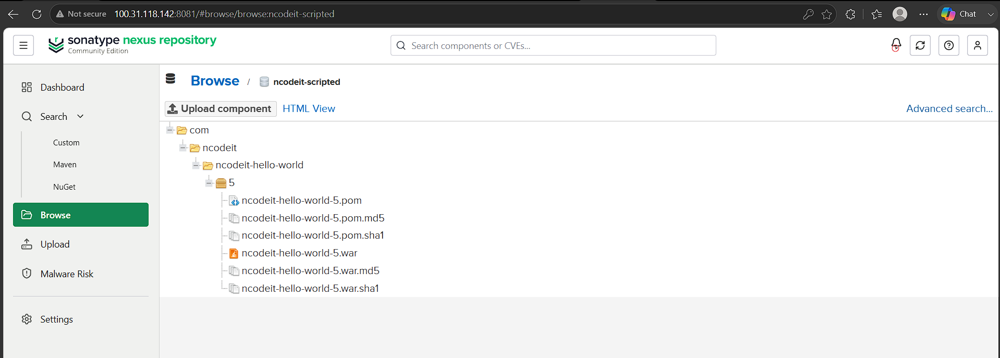 Not secure 100.31.118.142:8081/#browse/browse:ncodeit-scripted
Chat
sonatype nexus repository
Community Edition
Search components or CVEs...
Dashboard
Search
Custom
Maven
NuGet
Browse
Upload
Malware Risk
Settings
Browse / ncodeit-scripted
Upload component HTML View Advanced search...
com
ncodeit
ncodeit-hello-world
5
ncodeit-hello-world-5.pom
ncodeit-hello-world-5.pom.md5
ncodeit-hello-world-5.pom.sha1
ncodeit-hello-world-5.war
ncodeit-hello-world-5.war.md5
ncodeit-hello-world-5.war.sha1